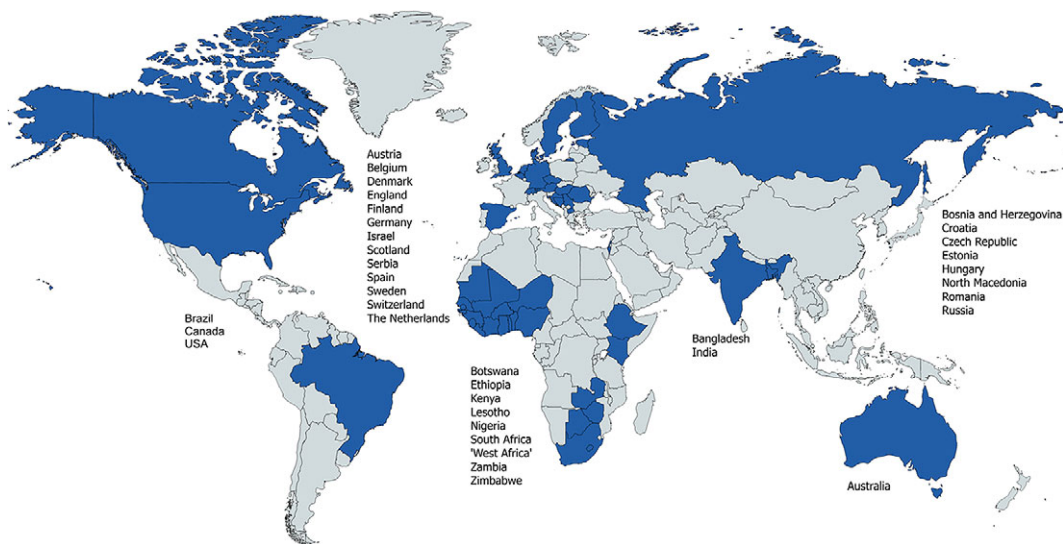 Austria
Belgium
Denmark
England
Finland
Germany
Israel
Scotland
Serbia
Spain
Sweden
Switzerland
The Netherlands
Bosnia and Herzegovina
Croatia
Czech Republic
Estonia
Hungary
North Macedonia
Romania
Russia
Brazil
Canada
USA
Bangladesh
India
Botswana
Ethiopia
Kenya
Lesotho
Nigeria
South Africa
'West Africa'
Zambia
Zimbabwe
Australia